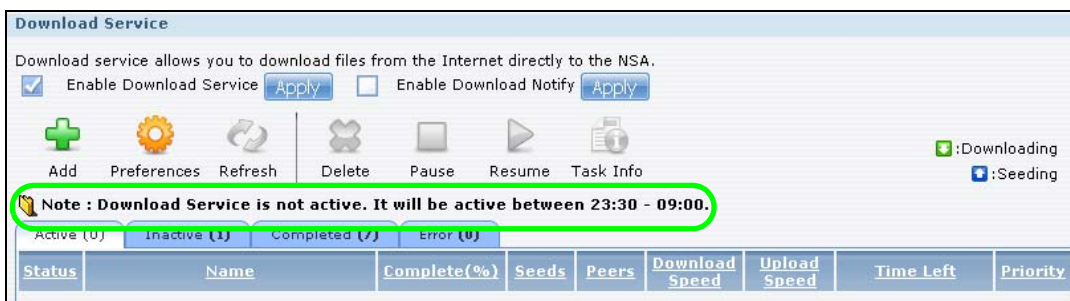 Download Service
Download service allows you to download files from the Internet directly to the NSA.
Enable Download Service Apply Enable Download Notify Apply
Add Preferences Refresh Delete Pause Resume Task Info
:Downloading
:Seeding
Note : Download Service is not active. It will be active between 23:30 - 09:00.
Active (0) Inactive (1) Completed (7) Error (0)
Status Name Complete(%) Seeds Peers Download Speed Upload Speed Time Left Priority